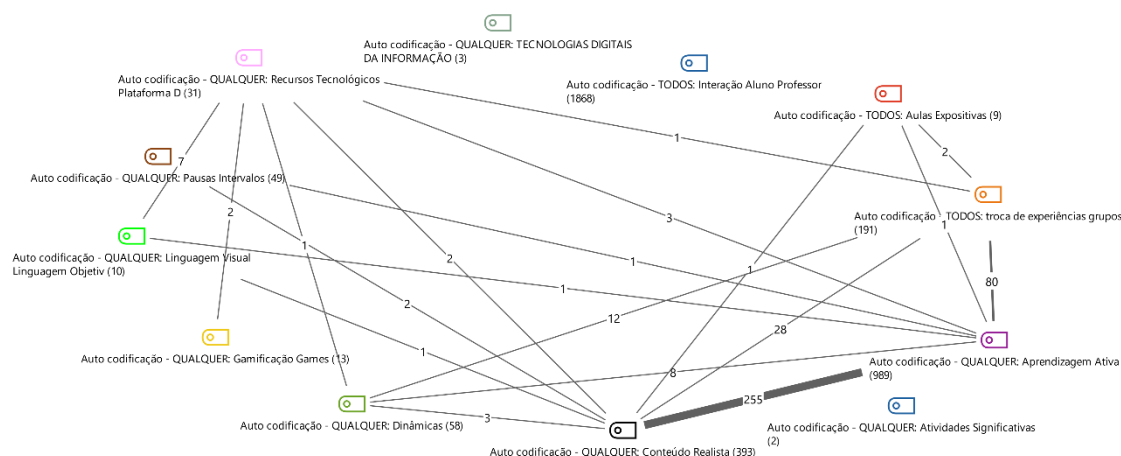 Auto codificação - QUALQUER: TECNOLOGIAS DIGITAIS
DA INFORMAÇÃO (3)
Auto codificação - QUALQUER: Recursos Tecnológicos
Plataforma D (31)
Auto codificação - TODOS: Interação Aluno Professor
(1868)
Auto codificação - TODOS: Aulas Expositivas (9)
1
2
7
Auto codificação - QUALQUER: Pausas Intervalos (49)
2
Auto codificação - TODOS: troca de experiências grupos
(191)
3
1
1
Auto codificação - QUALQUER: Linguagem Visual
Linguagem Objetiv (10)
2
1
1
80
1
2
12
28
Auto codificação - QUALQUER: Gamificação Games (13)
1
Auto codificação - QUALQUER: Aprendizagem Ativa
(989)
8
255
3
Auto codificação - QUALQUER: Dinâmicas (58)
Auto codificação - QUALQUER: Atividades Significativas
(2)
Auto codificação - QUALQUER: Conteúdo Realista (393)